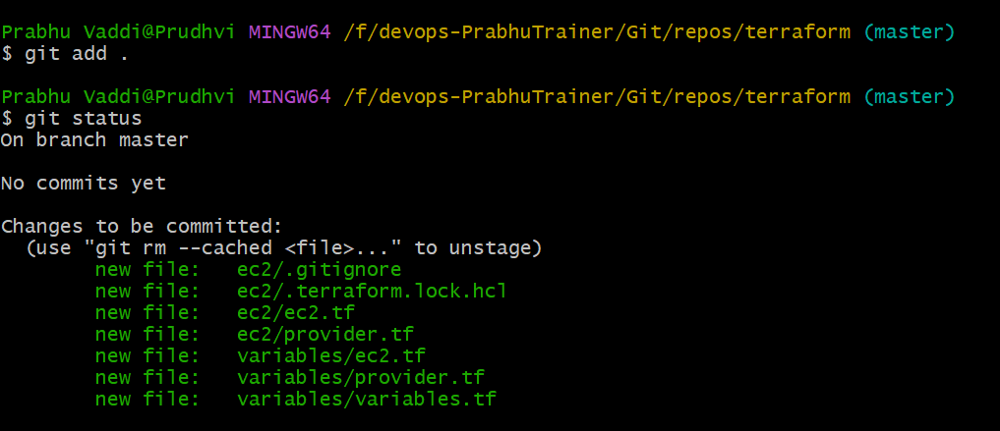 Prabhu Vaddi@Prudhvi MINGW64 /f/devops-PrabhuTrainer/Git/repos/terraform (master)
$ git add .
Prabhu Vaddi@Prudhvi MINGW64 /f/devops-PrabhuTrainer/Git/repos/terraform (master)
$ git status
On branch master
No commits yet
Changes to be committed:
  (use "git rm --cached <file>..." to unstage)
        new file:   ec2/.gitignore
        new file:   ec2/.terraform.lock.hcl
        new file:   ec2/ec2.tf
        new file:   ec2/provider.tf
        new file:   variables/ec2.tf
        new file:   variables/provider.tf
        new file:   variables/variables.tf